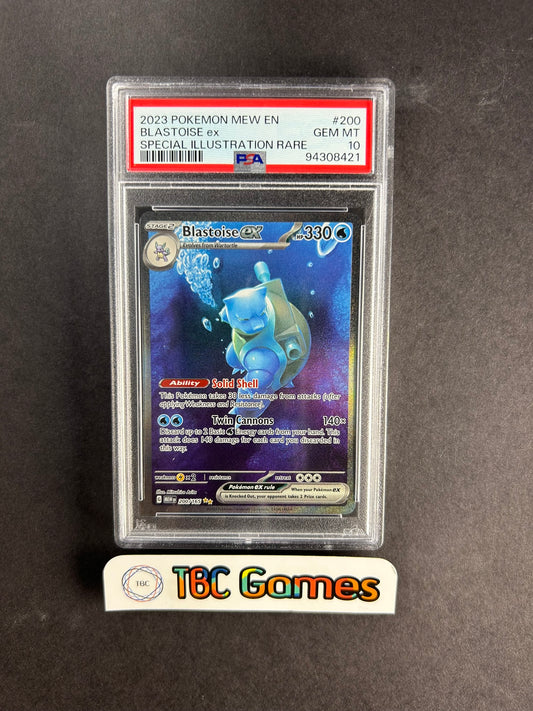 2023 POKEMON MEW EN #200
BLASTOISE ex GEM MT
SPECIAL ILLUSTRATION RARE 10
PSA 94308421
STAGE 2 Blastoise ex HP 330
Evolves from Wartortle
Ability Solid Shell
This Pokémon takes 30 less damage from attacks (after
applying Weakness and Resistance).
Twin Cannons 140×
Discard up to 2 Basic Energy cards from your hand. This
attack does 140 damage for each card you discarded in
this way.
weakness ×2 resistance retreat
Pokémon ex rule When your Pokémon ex
is Knocked Out, your opponent takes 2 Prize cards.
200/165
TBC TBC Games